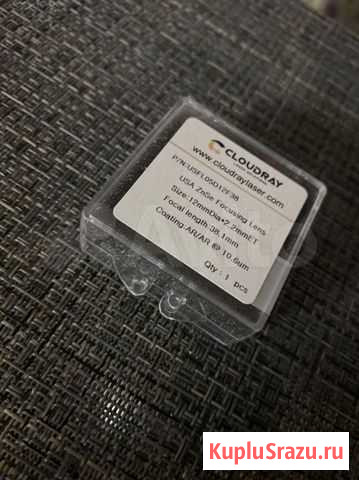 CLOUDRAY
www.cloudraylaser.com
P/N:USFL05D12F38
USA ZnSe Focusing Lens
Size:12mmDia*2.2mmET
Focal length:38.1mm
Coating:AR/AR @ 10.6um
Qty : 1 pcs
KupluSrazu.ru